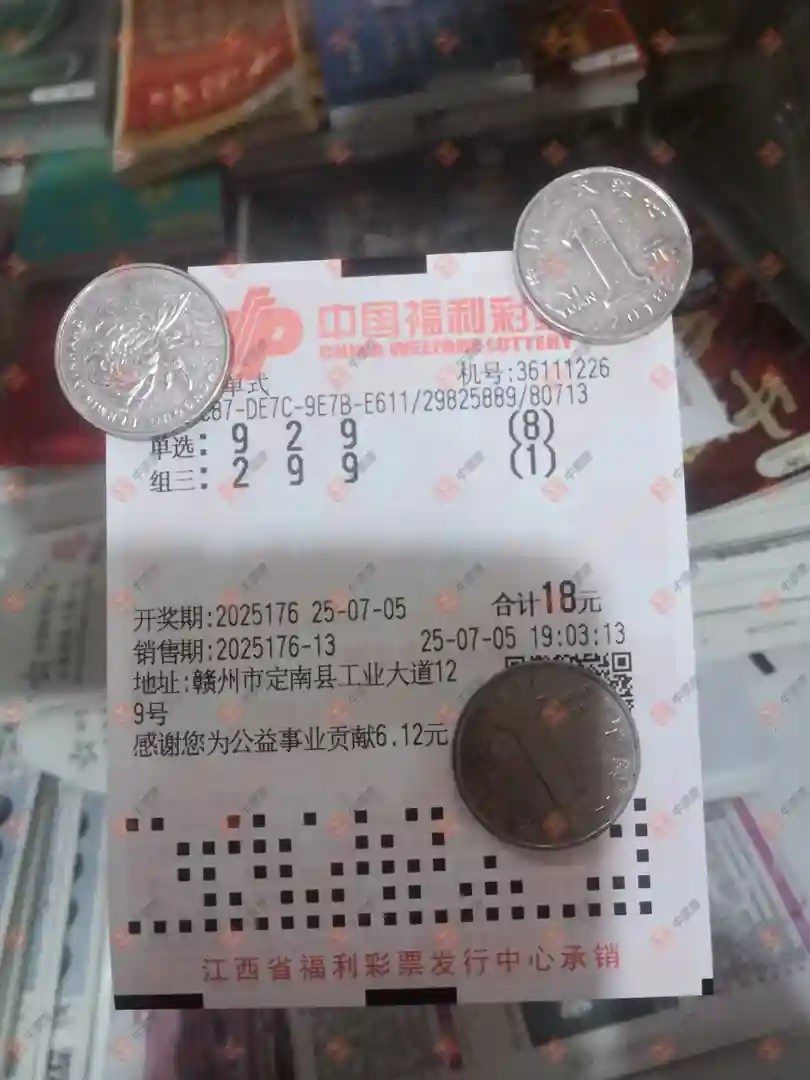 中国福利彩
CHINA WELFARE LOTTERY
单式 机号:36111226
C87-DE7C-9E7B-E611/29825889/80713
单选: 9 2 9 (8)
组三: 2 9 9 (1)
开奖期:2025176 25-07-05 合计18元
销售期:2025176-13 25-07-05 19:03:13
地址:赣州市定南县工业大道12
9号
感谢您为公益事业贡献6.12元
江西省福利彩票发行中心承销